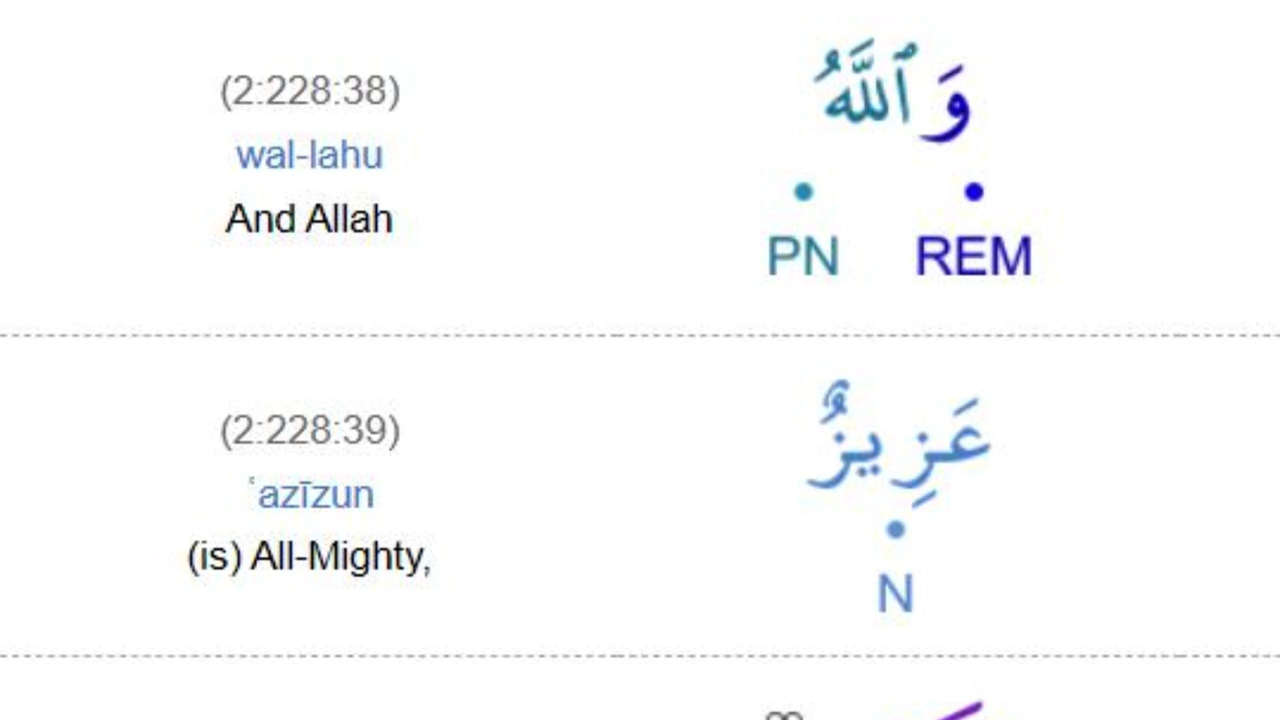 (2:228:38)
wal-lahu
And Allah
وَٱللَّهُ
PN REM
(2:228:39)
ʿazīzun
(is) All-Mighty,
عَزِيزٌ
N